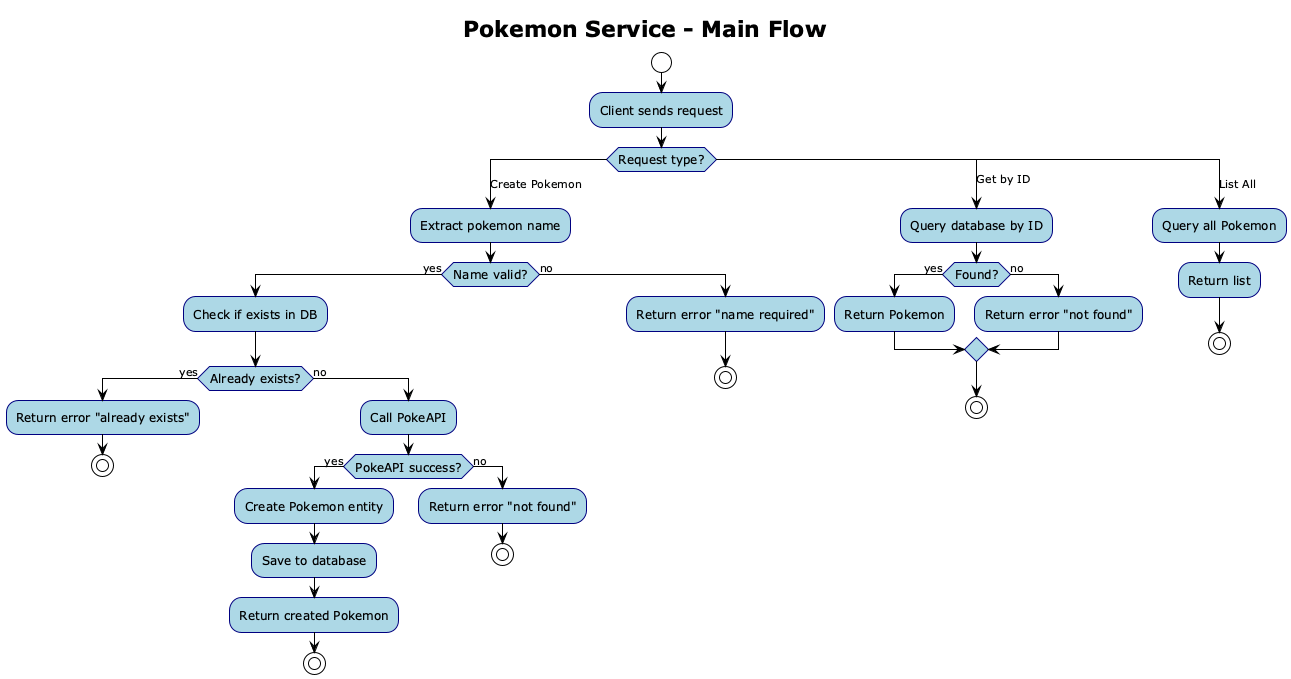 Pokemon Service - Main Flow
Client sends request
Request type?
Create Pokemon
Get by ID
List All
Extract pokemon name
Query database by ID
Query all Pokemon
yes
Name valid?
no
yes
Found?
no
Return list
Check if exists in DB
Return error "name required"
Return Pokemon
Return error "not found"
yes
Already exists?
no
Return error "already exists"
Call PokeAPI
yes
PokeAPI success?
no
Create Pokemon entity
Return error "not found"
Save to database
Return created Pokemon